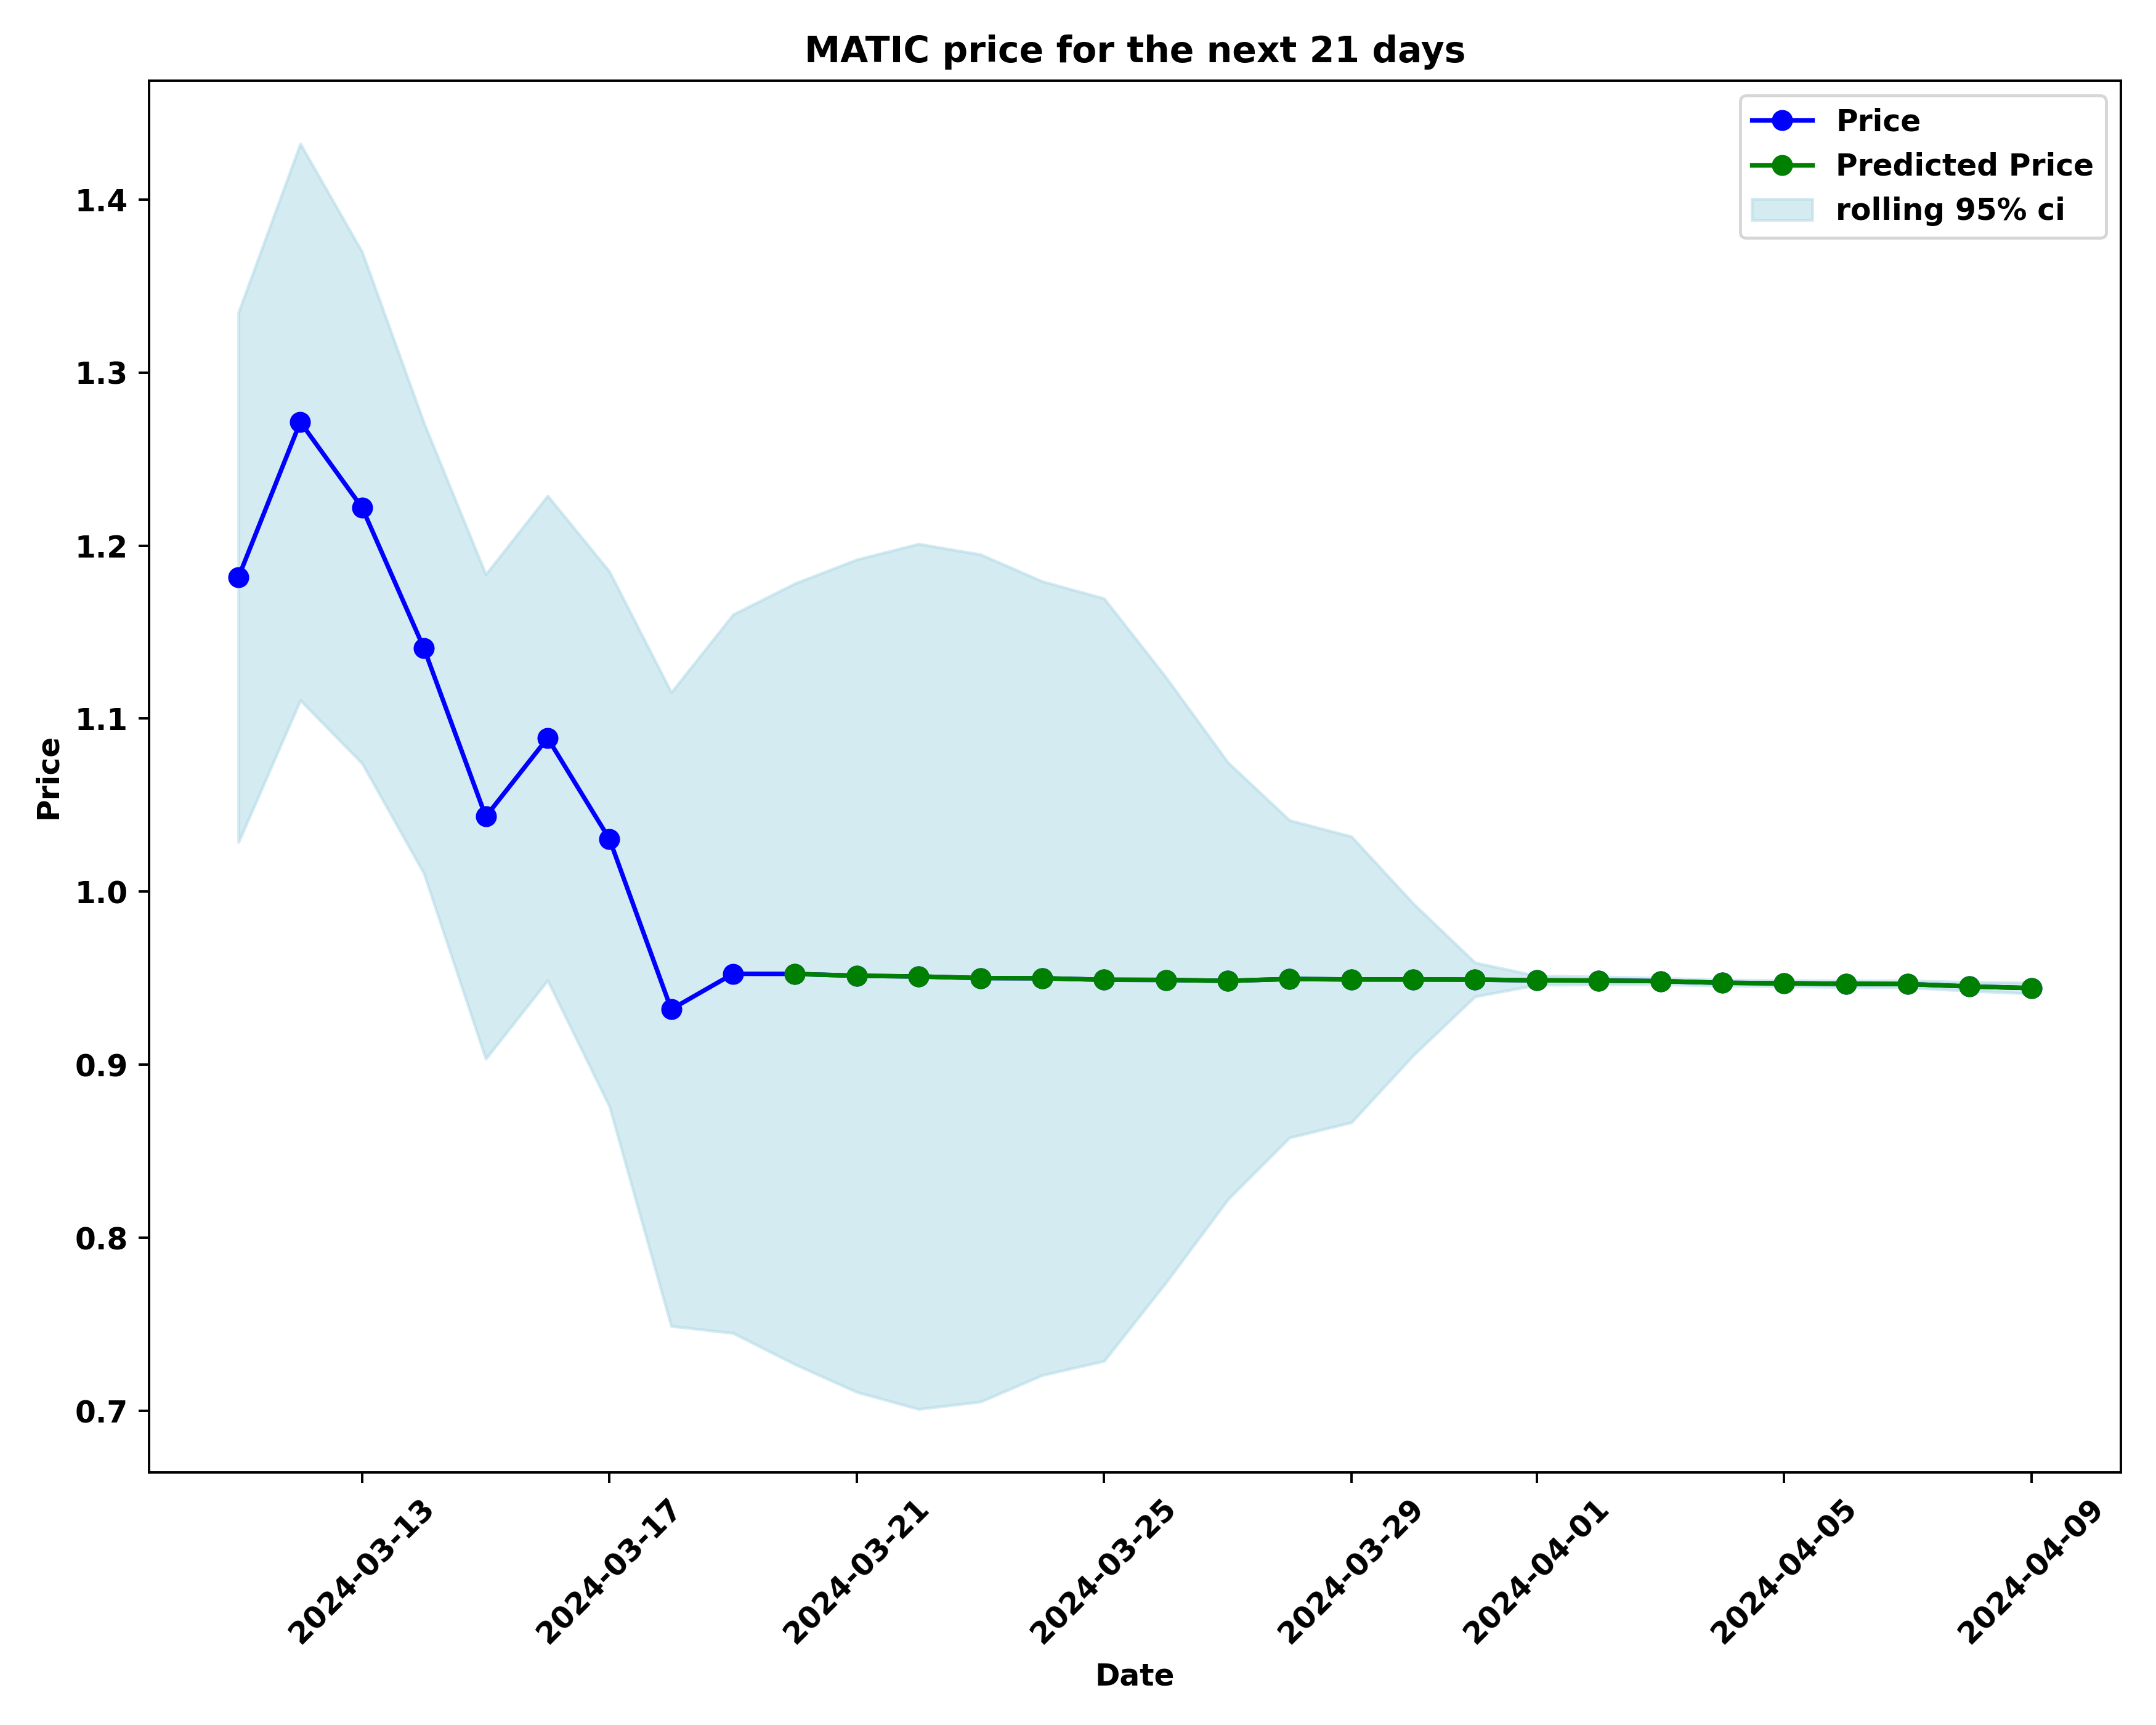 MATIC price for the next 21 days
Price
Predicted Price
rolling 95% ci
1.4
1.3
1.2
1.1
1.0
0.9
0.8
0.7
Price
2024-03-13
2024-03-17
2024-03-21
2024-03-25
2024-03-29
2024-04-01
2024-04-05
2024-04-09
Date